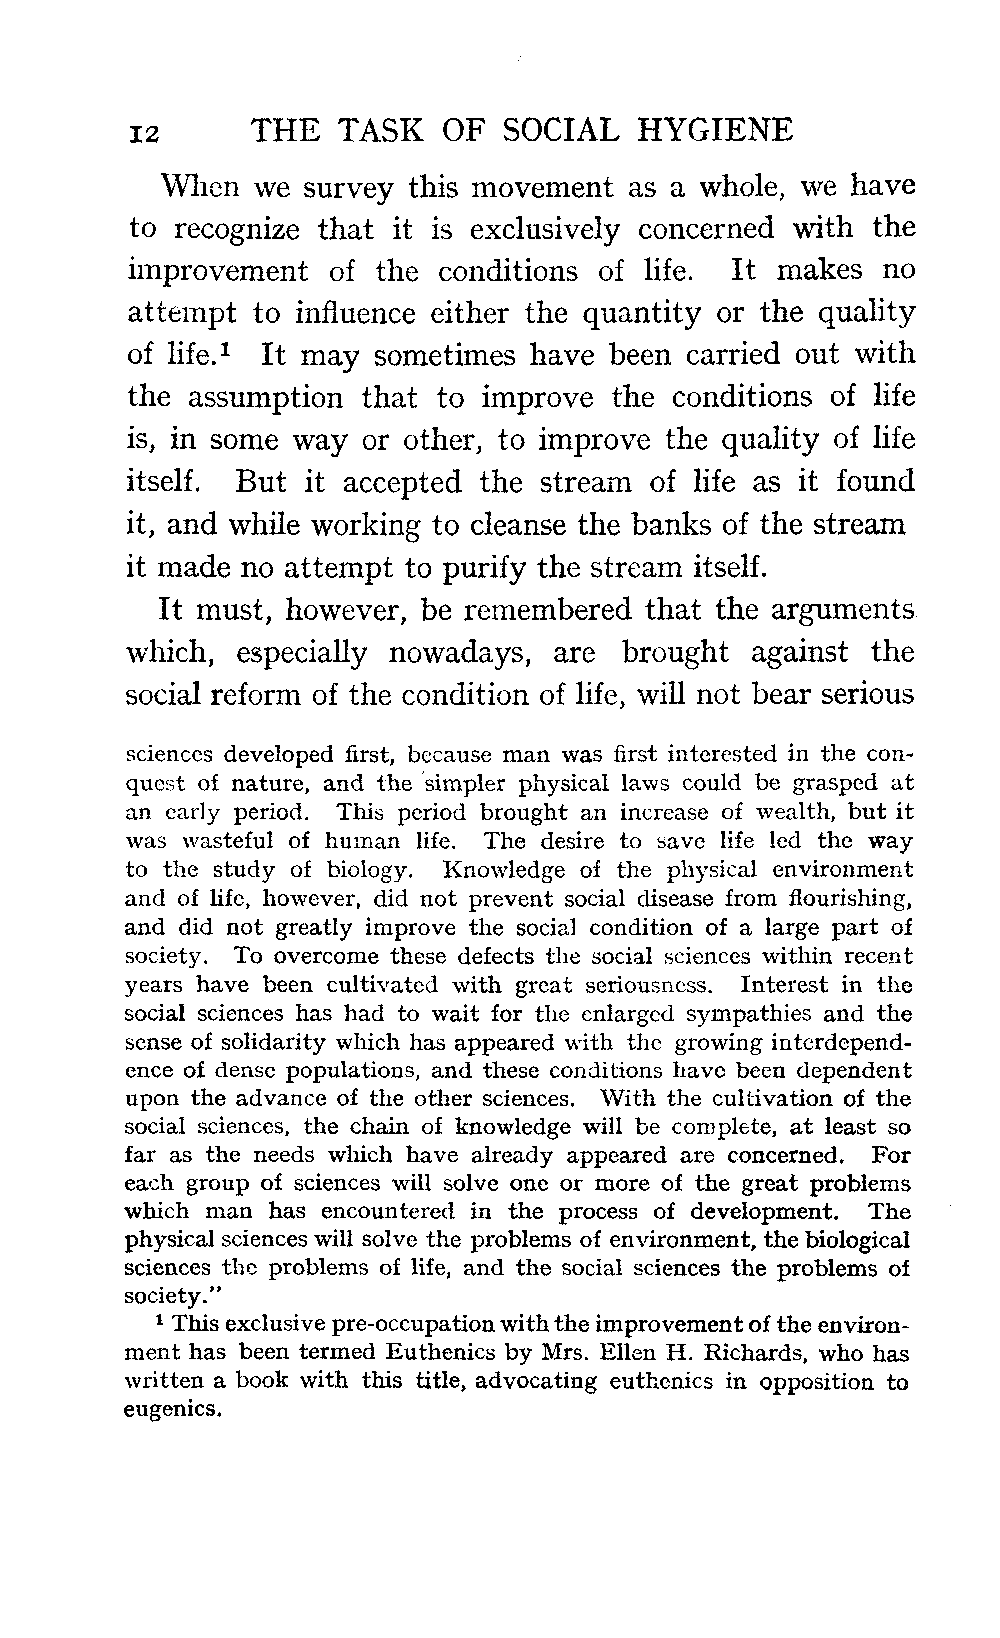 12 THE TASK OF SOCIAL HYGIENE
When we survey this movement as a whole, we have
to recognize that it is exclusively concerned with the
improvement of the conditions of life. It makes no
attempt to influence either the quantity or the quality
of life.¹ It may sometimes have been carried out with
the assumption that to improve the conditions of life
is, in some way or other, to improve the quality of life
itself. But it accepted the stream of life as it found
it, and while working to cleanse the banks of the stream
it made no attempt to purify the stream itself.
It must, however, be remembered that the arguments
which, especially nowadays, are brought against the
social reform of the condition of life, will not bear serious
sciences developed first, because man was first interested in the con-
quest of nature, and the simpler physical laws could be grasped at
an early period. This period brought an increase of wealth, but it
was wasteful of human life. The desire to save life led the way
to the study of biology. Knowledge of the physical environment
and of life, however, did not prevent social disease from flourishing,
and did not greatly improve the social condition of a large part of
society. To overcome these defects the social sciences within recent
years have been cultivated with great seriousness. Interest in the
social sciences has had to wait for the enlarged sympathies and the
sense of solidarity which has appeared with the growing interdepend-
ence of dense populations, and these conditions have been dependent
upon the advance of the other sciences. With the cultivation of the
social sciences, the chain of knowledge will be complete, at least so
far as the needs which have already appeared are concerned. For
each group of sciences will solve one or more of the great problems
which man has encountered in the process of development. The
physical sciences will solve the problems of environment, the biological
sciences the problems of life, and the social sciences the problems of
society.”
¹ This exclusive pre-occupation with the improvement of the environ-
ment has been termed Euthenics by Mrs. Ellen H. Richards, who has
written a book with this title, advocating euthenics in opposition to
eugenics.